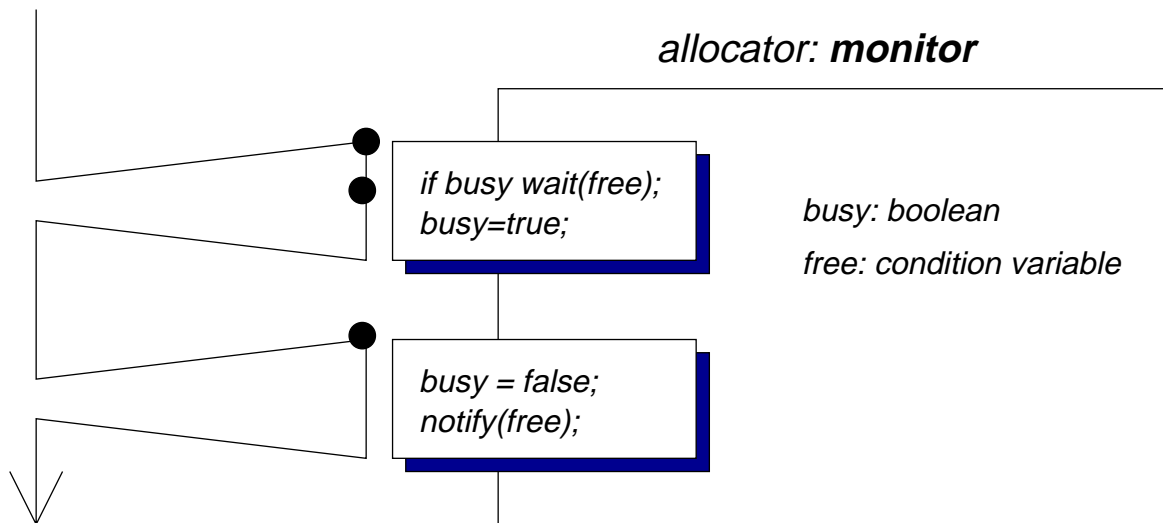 allocator: monitor
if busy wait(free);
busy=true;
busy: boolean
free: condition variable
busy = false;
notify(free);